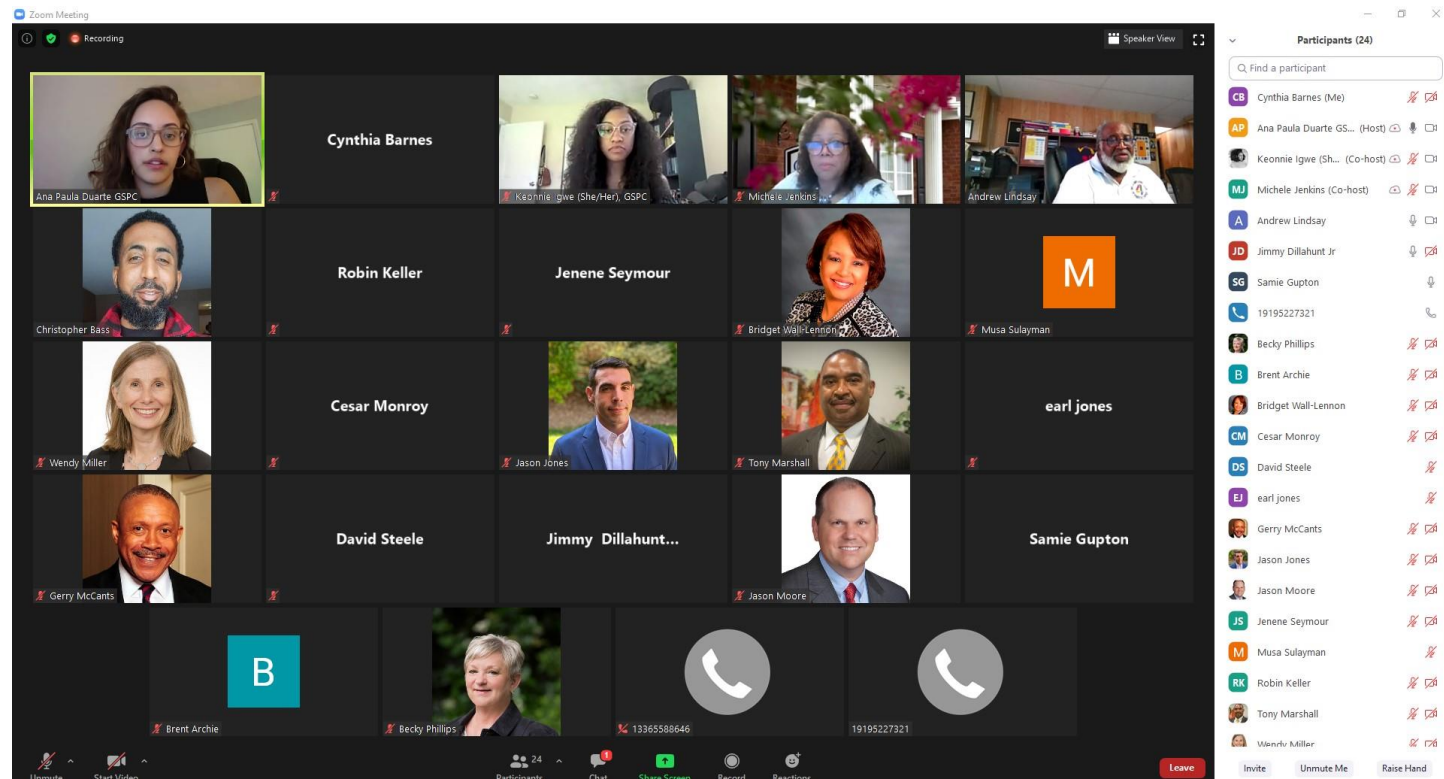 Zoom Meeting
Recording
Speaker View
Ana Paula Duarte GSPC
Cynthia Barnes
Keonnie Igwe (She/Her), GSPC
Michele Jenkins
Andrew Lindsay
Christopher Bass
Robin Keller
Jenene Seymour
Bridget Wall-Lennon
M
Musa Sulayman
Wendy Miller
Cesar Monroy
Jason Jones
Tony Marshall
earl jones
Gerry McCants
David Steele
Jimmy Dillahunt...
Jason Moore
Samie Gupton
B
Brent Archie
Becky Phillips
13365588646
19195227321
Unmute
Start Video
24
Participants
1
Chat
Share Screen
Record
Reactions
Leave
Participants (24)
Find a participant
CB Cynthia Barnes (Me)
AP Ana Paula Duarte GS... (Host)
Keonnie Igwe (Sh... (Co-host)
MJ Michele Jenkins (Co-host)
A Andrew Lindsay
JD Jimmy Dillahunt Jr
SG Samie Gupton
19195227321
Becky Phillips
B Brent Archie
Bridget Wall-Lennon
CM Cesar Monroy
DS David Steele
EJ earl jones
Gerry McCants
Jason Jones
Jason Moore
JS Jenene Seymour
M Musa Sulayman
RK Robin Keller
Tony Marshall
Wendy Miller
Invite
Unmute Me
Raise Hand